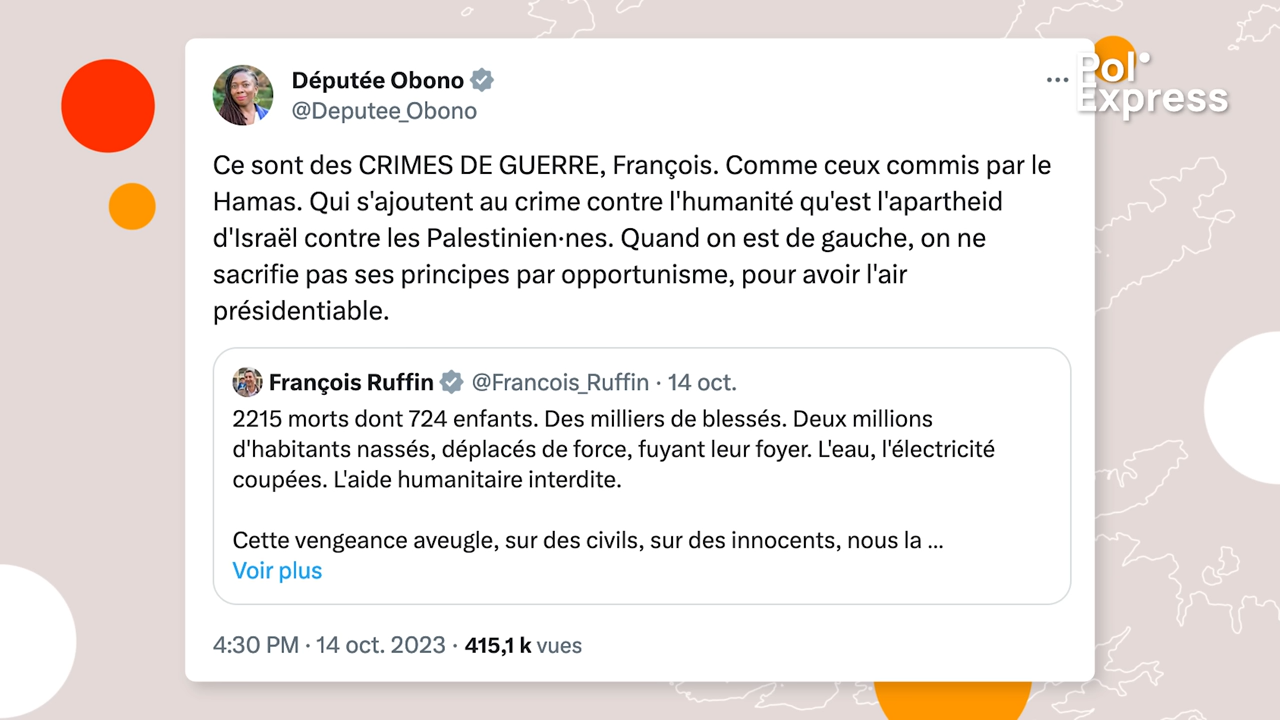 Pol'
Express
Députée Obono
@Deputee_Obono
Ce sont des CRIMES DE GUERRE, François. Comme ceux commis par le
Hamas. Qui s'ajoutent au crime contre l'humanité qu'est l'apartheid
d'Israël contre les Palestinien·nes. Quand on est de gauche, on ne
sacrifie pas ses principes par opportunisme, pour avoir l'air
présidentiable.
François Ruffin @Francois_Ruffin · 14 oct.
2215 morts dont 724 enfants. Des milliers de blessés. Deux millions
d'habitants nassés, déplacés de force, fuyant leur foyer. L'eau, l'électricité
coupées. L'aide humanitaire interdite.
Cette vengeance aveugle, sur des civils, sur des innocents, nous la ...
Voir plus
4:30 PM · 14 oct. 2023 · 415,1 k vues